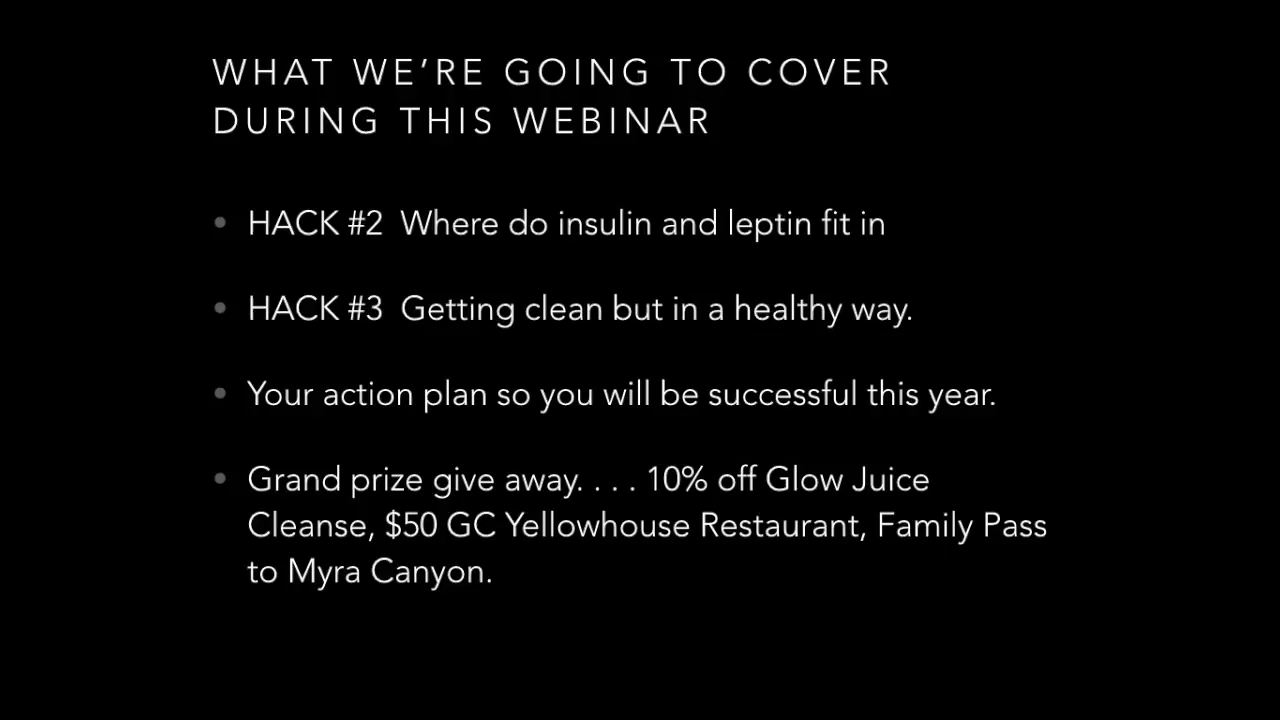 WHAT WE’RE GOING TO COVER
DURING THIS WEBINAR
• HACK #2  Where do insulin and leptin fit in
• HACK #3  Getting clean but in a healthy way.
• Your action plan so you will be successful this year.
• Grand prize give away. . . . 10% off Glow Juice
Cleanse, $50 GC Yellowhouse Restaurant, Family Pass
to Myra Canyon.